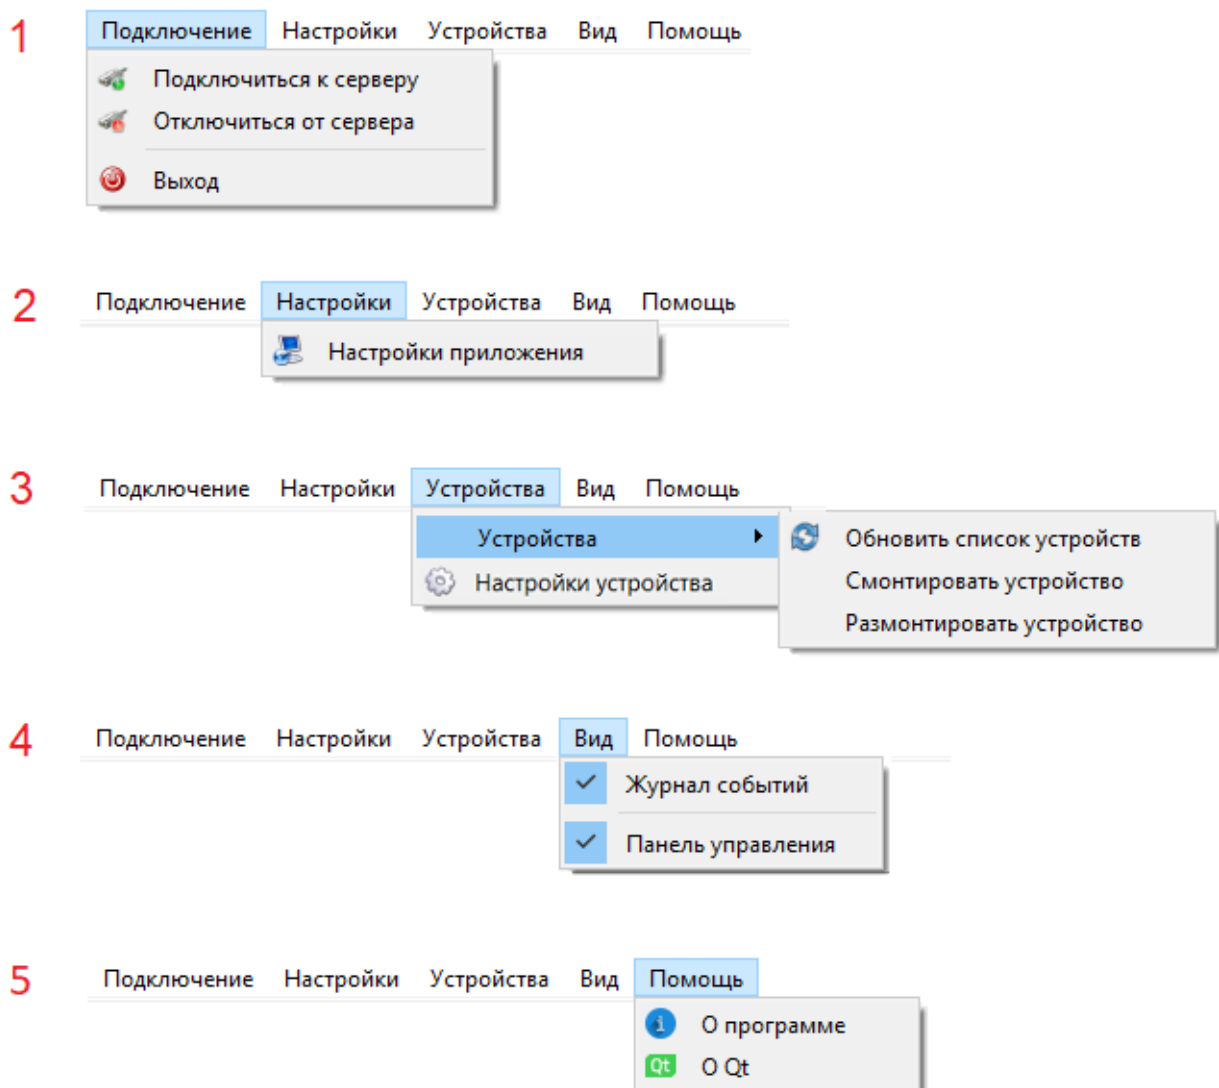 1 Подключение Настройки Устройства Вид Помощь
Подключиться к серверу
Отключиться от сервера
Выход
2 Подключение Настройки Устройства Вид Помощь
Настройки приложения
3 Подключение Настройки Устройства Вид Помощь
Устройства Обновить список устройств
Настройки устройства Смонтировать устройство
Размонтировать устройство
4 Подключение Настройки Устройства Вид Помощь
Журнал событий
Панель управления
5 Подключение Настройки Устройства Вид Помощь
i О программе
Qt О Qt